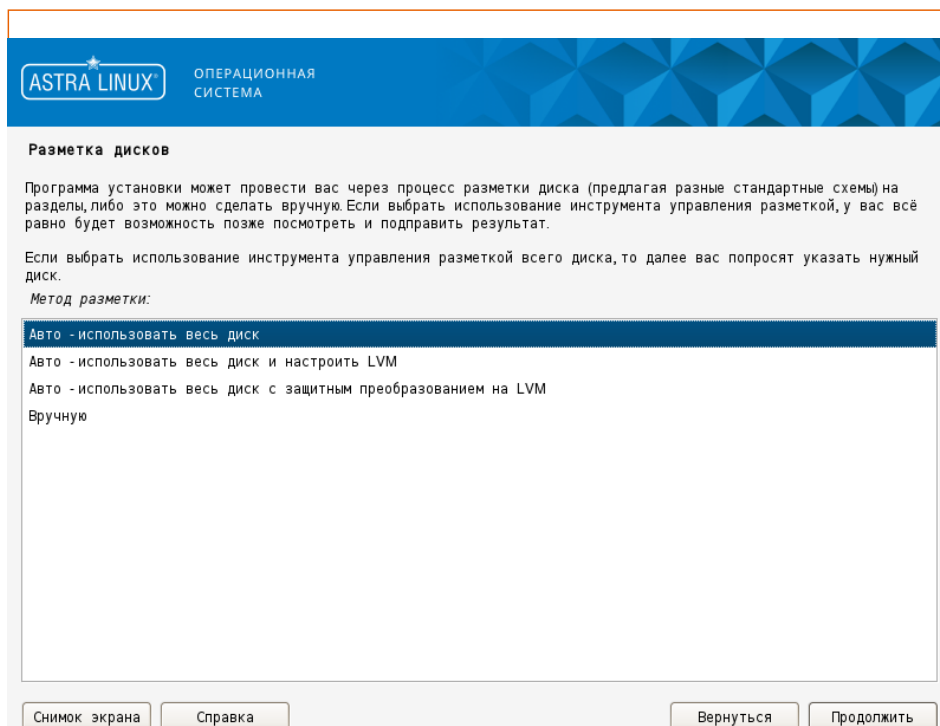 ASTRA LINUX®
ОПЕРАЦИОННАЯ
СИСТЕМА
Разметка дисков
Программа установки может провести вас через процесс разметки диска (предлагая разные стандартные схемы) на
разделы, либо это можно сделать вручную. Если выбрать использование инструмента управления разметкой, у вас всё
равно будет возможность позже посмотреть и подправить результат.
Если выбрать использование инструмента управления разметкой всего диска, то далее вас попросят указать нужный
диск.
Метод разметки:
Авто - использовать весь диск
Авто - использовать весь диск и настроить LVM
Авто - использовать весь диск с защитным преобразованием на LVM
Вручную
Снимок экрана Справка Вернуться Продолжить